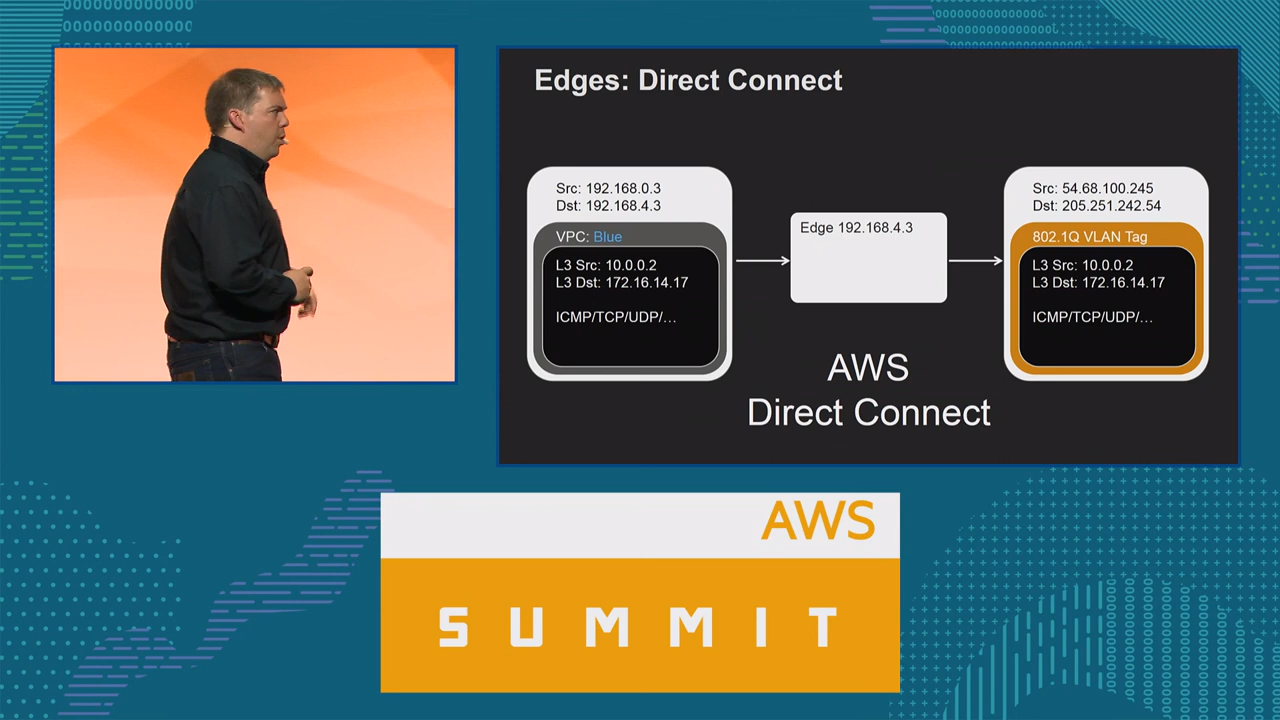 Edges: Direct Connect
Src: 192.168.0.3
Dst: 192.168.4.3
VPC: Blue
L3 Src: 10.0.0.2
L3 Dst: 172.16.14.17
ICMP/TCP/UDP/…
Edge 192.168.4.3
AWS
Direct Connect
Src: 54.68.100.245
Dst: 205.251.242.54
802.1Q VLAN Tag
L3 Src: 10.0.0.2
L3 Dst: 172.16.14.17
ICMP/TCP/UDP/…
AWS
SUMMIT